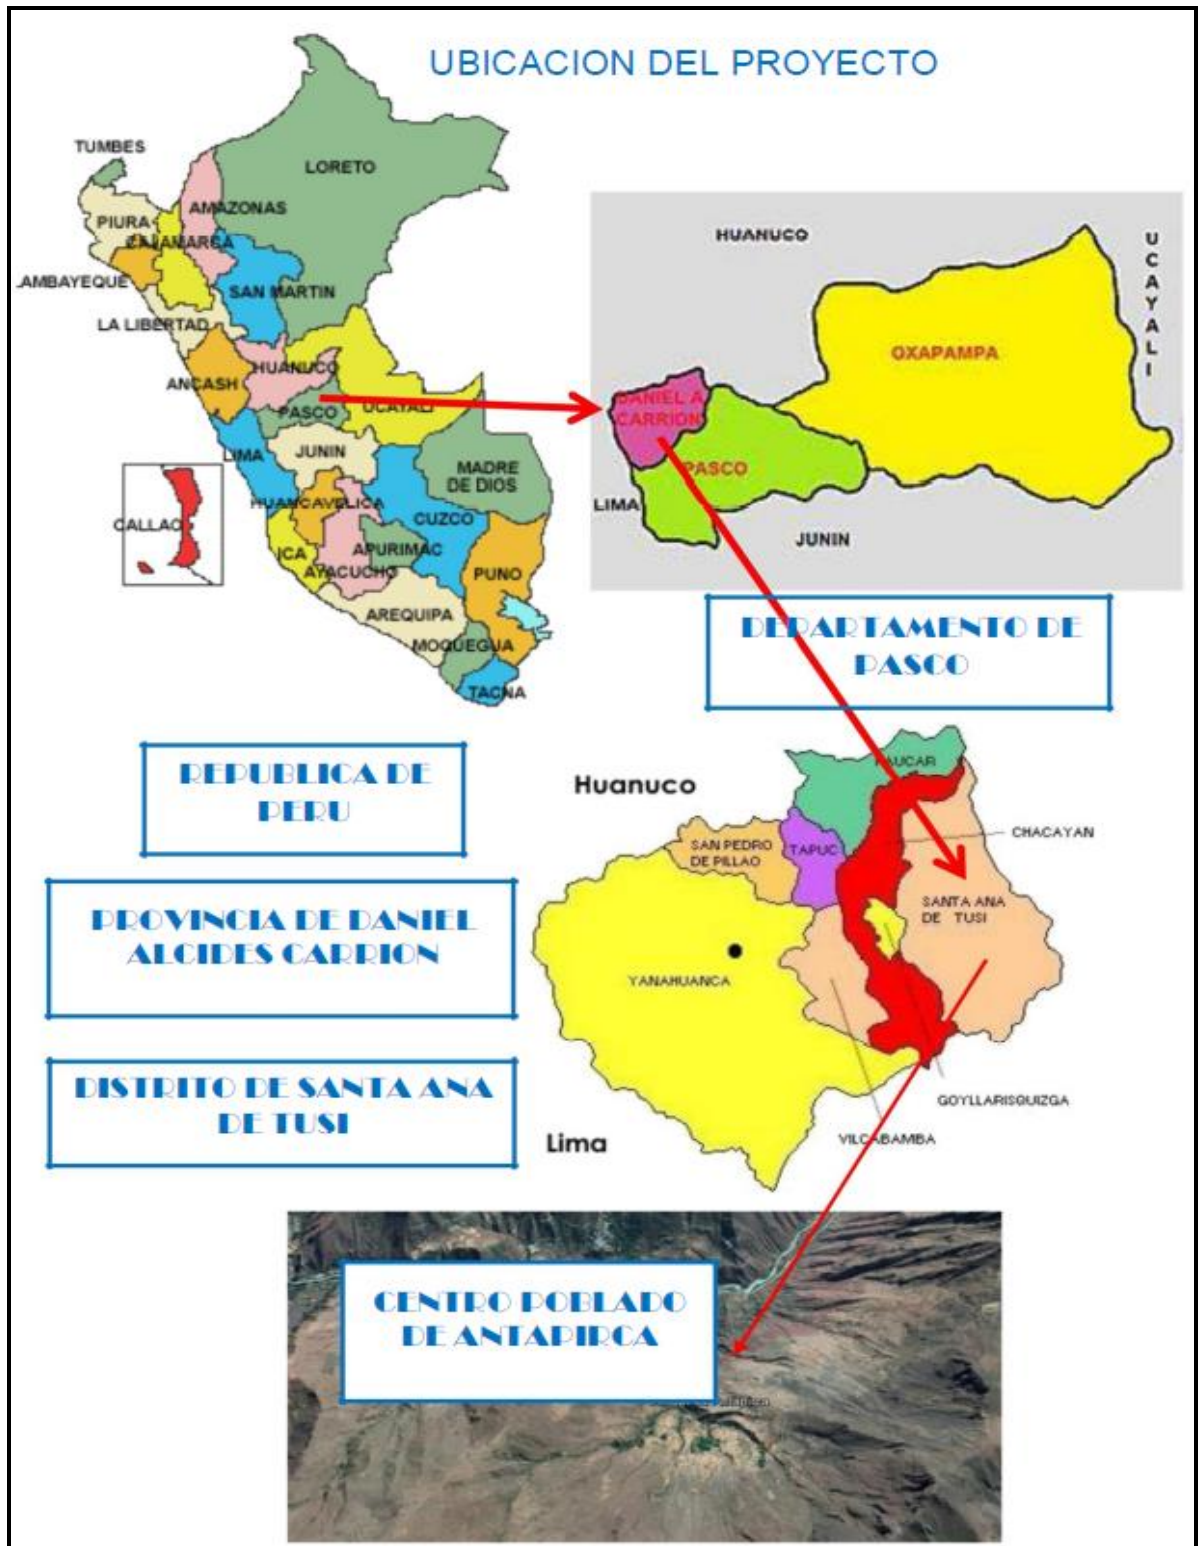 UBICACION DEL PROYECTO
TUMBES
LORETO
AMAZONAS
PIURA
CAJAMARCA
.AMBAYEQUE
SAN MARTIN
LA LIBERTAD
HUANUCO
ANCASH
PASCO
UCAYALI
LIMA
JUNIN
MADRE
DE DIOS
HUANCAVELICA
CALLAO
CUZCO
ICA
APURIMAC
AYACUCHO
PUNO
AREQUIPA
MOQUEGUA
TACNA
HUANUCO
UCAYALI
OXAPAMPA
DANIEL A
CARRION
PASCO
LIMA
JUNIN
DEPARTAMENTO DE
PASCO
REPUBLICA DE
PERU
PROVINCIA DE DANIEL
ALCIDES CARRION
DISTRITO DE SANTA ANA
DE TUSI
Huanuco
PAUCAR
CHACAYAN
SAN PEDRO
DE PILLAO
TAPUC
SANTA ANA
DE TUSI
YANAHUANCA
GOYLLARISQUIZGA
VILCABAMBA
Lima
CENTRO POBLADO
DE ANTAPIRCA